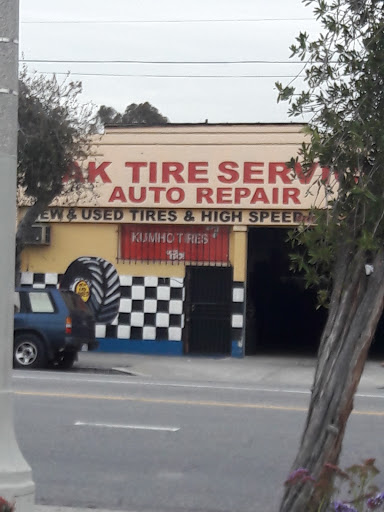 AK TIRE SERVI
AUTO REPAIR
EW & USED TIRES & HIGH SPEED
KUMHO TIRES